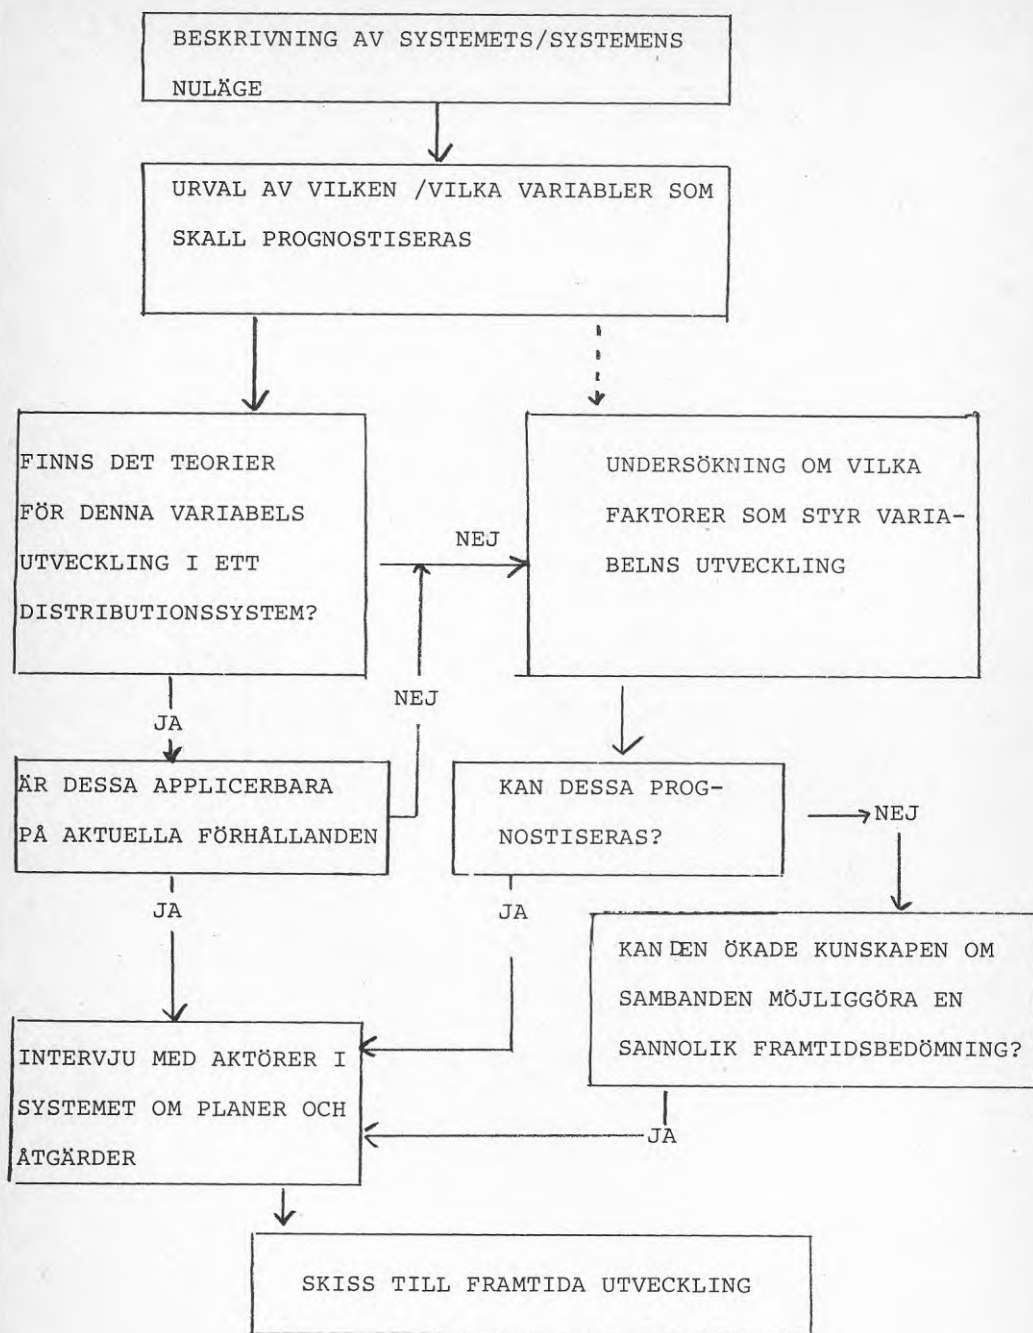 BESKRIVNING AV SYSTEMETS/SYSTEMENS
NULÄGE
URVAL AV VILKEN /VILKA VARIABLER SOM
SKALL PROGNOSTISERAS
FINNS DET TEORIER
FÖR DENNA VARIABELS
UTVECKLING I ETT
DISTRIBUTIONSSYSTEM?
NEJ
UNDERSÖKNING OM VILKA
FAKTORER SOM STYR VARIA-
BELNS UTVECKLING
JA
NEJ
ÄR DESSA APPLICERBARA
PÅ AKTUELLA FÖRHÅLLANDEN
KAN DESSA PROG-
NOSTISERAS?
NEJ
JA
JA
KAN DEN ÖKADE KUNSKAPEN OM
SAMBANDEN MÖJLIGGÖRA EN
SANNOLIK FRAMTIDSBEDÖMNING?
JA
INTERVJU MED AKTÖRER I
SYSTEMET OM PLANER OCH
ÅTGÄRDER
SKISS TILL FRAMTIDA UTVECKLING